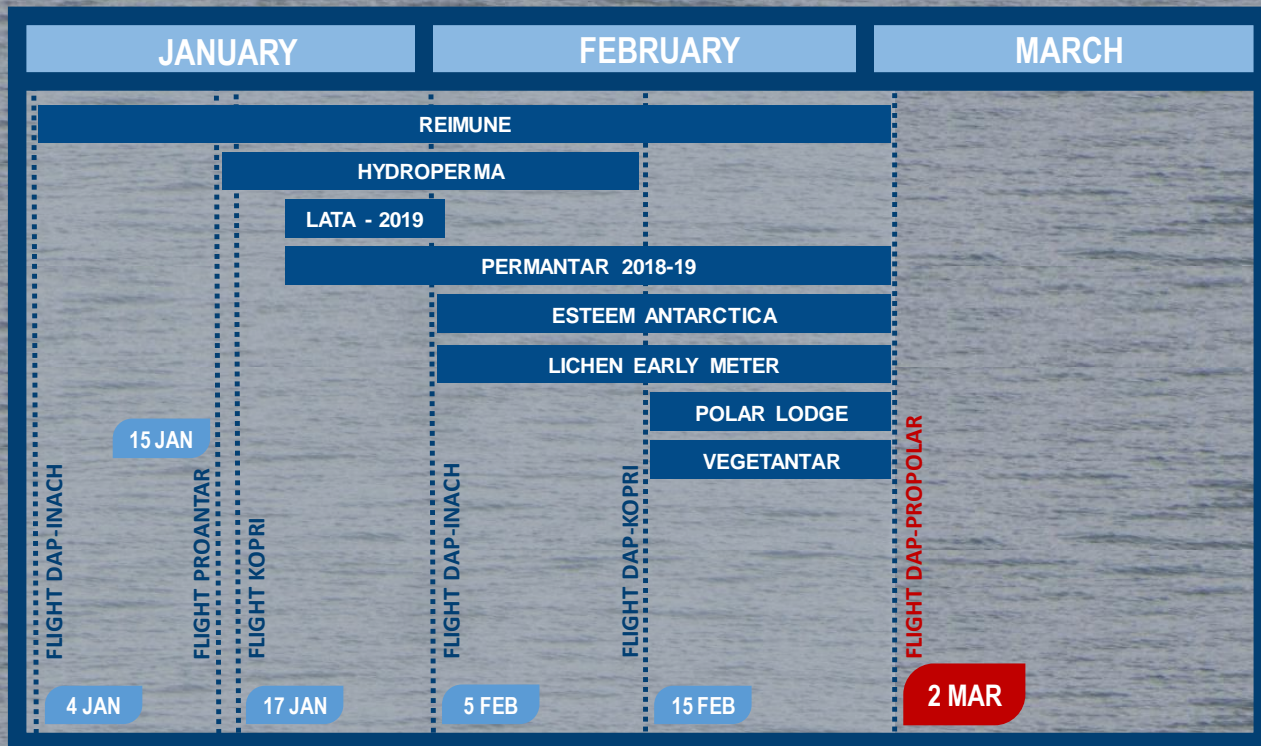 JANUARY
FEBRUARY
MARCH
REIMUNE
HYDROPERMA
LATA - 2019
PERMANTAR 2018-19
ESTEEM ANTARCTICA
LICHEN EARLY METER
POLAR LODGE
VEGETANTAR
15 JAN
FLIGHT DAP-INACH
FLIGHT PROANTAR
FLIGHT KOPRI
FLIGHT DAP-INACH
FLIGHT DAP-KOPRI
FLIGHT DAP-PROPOLAR
4 JAN
17 JAN
5 FEB
15 FEB
2 MAR